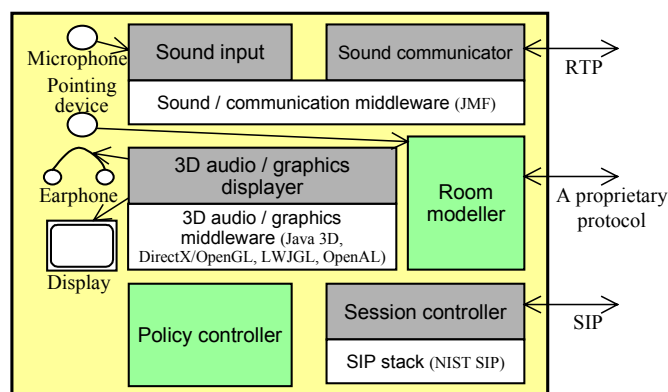 Microphone
Sound input
Sound communicator
RTP
Pointing
device
Sound / communication middleware (JMF)
Earphone
3D audio / graphics
displayer
Room
modeller
A proprietary
protocol
3D audio / graphics
middleware (Java 3D,
DirectX/OpenGL, LWJGL, OpenAL)
Display
Policy controller
Session controller
SIP
SIP stack (NIST SIP)